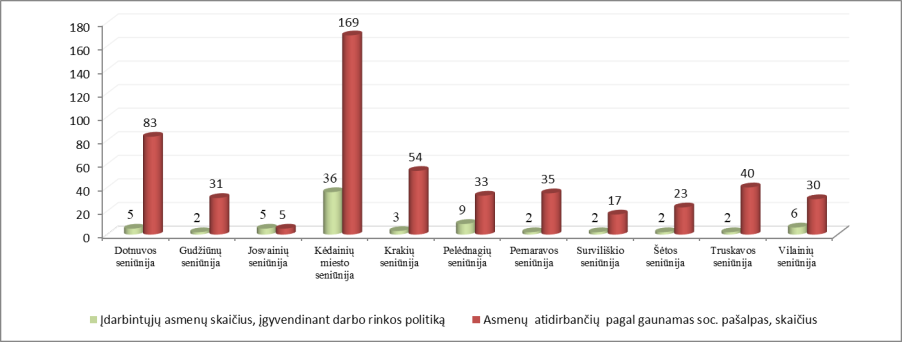 180
160
140
120
100
80
60
40
20
0
83
5
31
2
5
5
169
36
54
3
33
9
35
2
17
2
23
2
40
2
30
6
Dotnuvos seniūnija
Gudžiūnų seniūnija
Josvainių seniūnija
Kėdainių miesto seniūnija
Krakių seniūnija
Pelėdnagių seniūnija
Pernaravos seniūnija
Surviliškio seniūnija
Šėtos seniūnija
Truskavos seniūnija
Vilainių seniūnija
Įdarbintųjų asmenų skaičius, įgyvendinant darbo rinkos politiką
Asmenų atidirbančių pagal gaunamas soc. pašalpas, skaičius